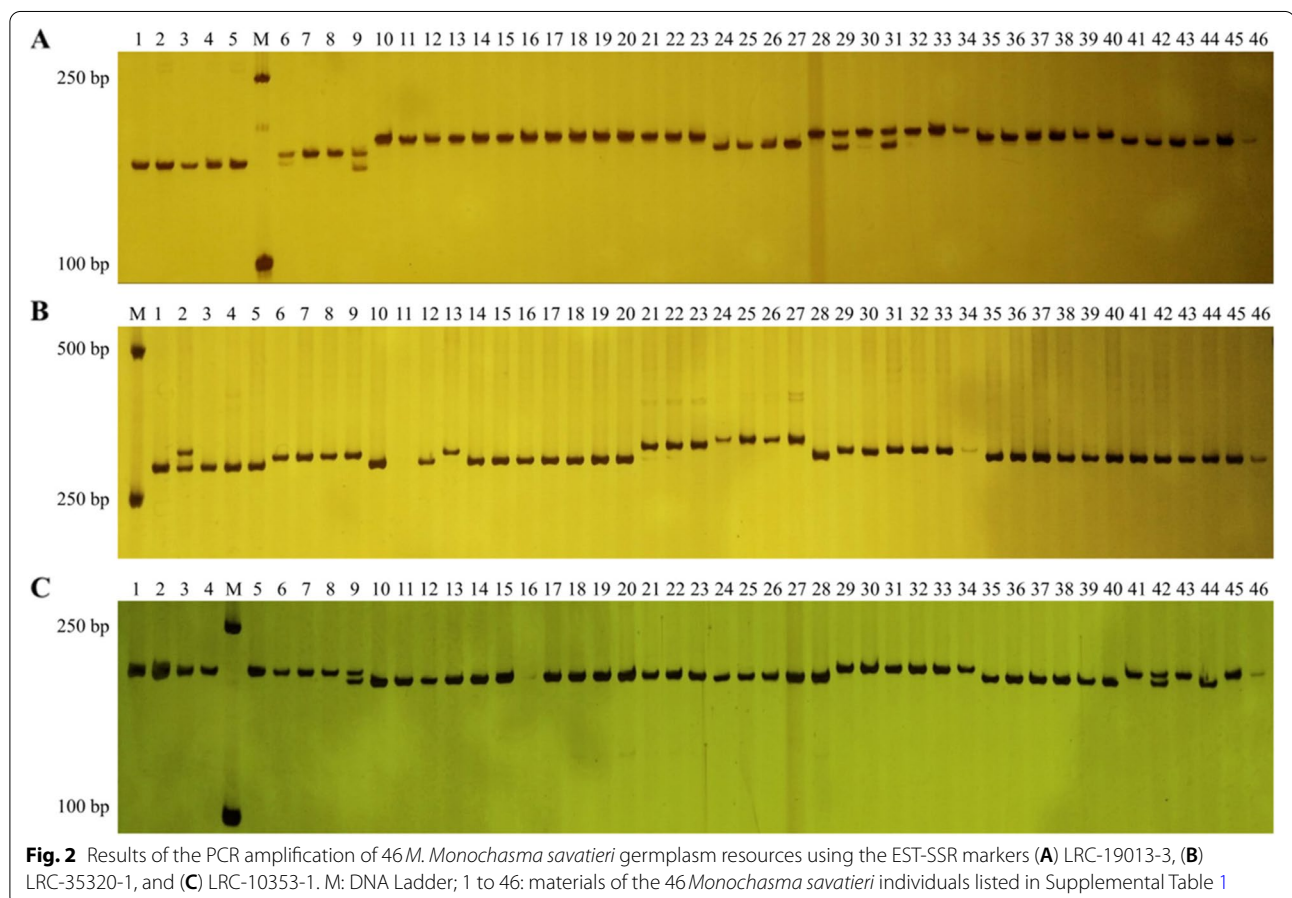 A 1 2 3 4 5 M 6 7 8 9 10 11 12 13 14 15 16 17 18 19 20 21 22 23 24 25 26 27 28 29 30 31 32 33 34 35 36 37 38 39 40 41 42 43 44 45 46
250 bp
100 bp
B M 1 2 3 4 5 6 7 8 9 10 11 12 13 14 15 16 17 18 19 20 21 22 23 24 25 26 27 28 29 30 31 32 33 34 35 36 37 38 39 40 41 42 43 44 45 46
500 bp
250 bp
C 1 2 3 4 M 5 6 7 8 9 10 11 12 13 14 15 16 17 18 19 20 21 22 23 24 25 26 27 28 29 30 31 32 33 34 35 36 37 38 39 40 41 42 43 44 45 46
250 bp
100 bp
Fig. 2 Results of the PCR amplification of 46 M. Monochasma savatieri germplasm resources using the EST-SSR markers (A) LRC-19013-3, (B)
LRC-35320-1, and (C) LRC-10353-1. M: DNA Ladder; 1 to 46: materials of the 46 Monochasma savatieri individuals listed in Supplemental Table 1